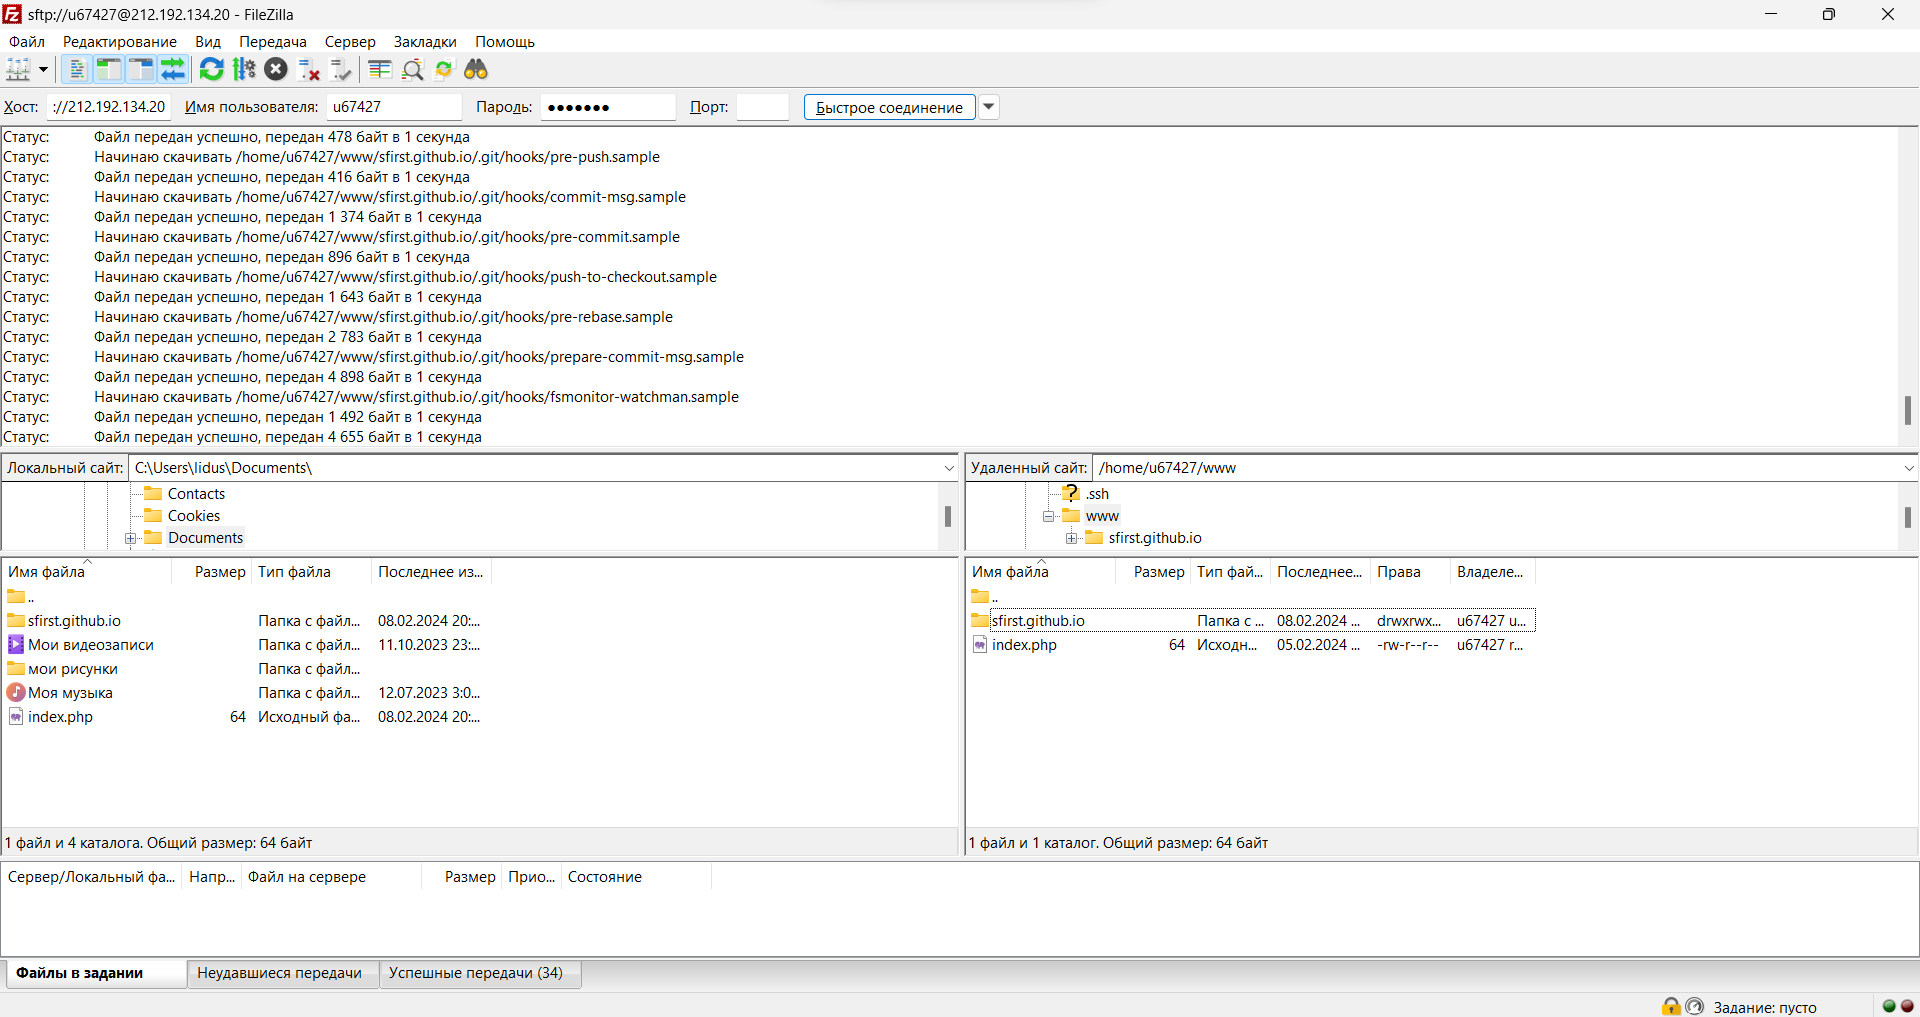 sftp://u67427@212.192.134.20 - FileZilla
Файл Редактирование Вид Передача Сервер Закладки Помощь
Хост: ://212.192.134.20 Имя пользователя: u67427 Пароль: ●●●●●●● Порт: Быстрое соединение
Статус: Файл передан успешно, передан 478 байт в 1 секунда
Статус: Начинаю скачивать /home/u67427/www/sfirst.github.io/.git/hooks/pre-push.sample
Статус: Файл передан успешно, передан 416 байт в 1 секунда
Статус: Начинаю скачивать /home/u67427/www/sfirst.github.io/.git/hooks/commit-msg.sample
Статус: Файл передан успешно, передан 1 374 байт в 1 секунда
Статус: Начинаю скачивать /home/u67427/www/sfirst.github.io/.git/hooks/pre-commit.sample
Статус: Файл передан успешно, передан 896 байт в 1 секунда
Статус: Начинаю скачивать /home/u67427/www/sfirst.github.io/.git/hooks/push-to-checkout.sample
Статус: Файл передан успешно, передан 1 643 байт в 1 секунда
Статус: Начинаю скачивать /home/u67427/www/sfirst.github.io/.git/hooks/pre-rebase.sample
Статус: Файл передан успешно, передан 2 783 байт в 1 секунда
Статус: Начинаю скачивать /home/u67427/www/sfirst.github.io/.git/hooks/prepare-commit-msg.sample
Статус: Файл передан успешно, передан 4 898 байт в 1 секунда
Статус: Начинаю скачивать /home/u67427/www/sfirst.github.io/.git/hooks/fsmonitor-watchman.sample
Статус: Файл передан успешно, передан 1 492 байт в 1 секунда
Статус: Файл передан успешно, передан 4 655 байт в 1 секунда
Локальный сайт: C:\Users\lidus\Documents\
Contacts
Cookies
Documents
Имя файла Размер Тип файла Последнее из...
..
sfirst.github.io Папка с файл... 08.02.2024 20:...
Мои видеозаписи Папка с файл... 11.10.2023 23:...
мои рисунки Папка с файл...
Моя музыка Папка с файл... 12.07.2023 3:0...
index.php 64 Исходный фа... 08.02.2024 20:...
1 файл и 4 каталога. Общий размер: 64 байт
Удаленный сайт: /home/u67427/www
? .ssh
www
sfirst.github.io
Имя файла Размер Тип фай... Последнее... Права Владеле...
..
sfirst.github.io Папка с ... 08.02.2024 ... drwxrwx... u67427 u...
index.php 64 Исходн... 05.02.2024 ... -rw-r--r-- u67427 r...
1 файл и 1 каталог. Общий размер: 64 байт
Сервер/Локальный фа... Напр... Файл на сервере Размер Прио... Состояние
Файлы в задании Неудавшиеся передачи Успешные передачи (34)
Задание: пусто